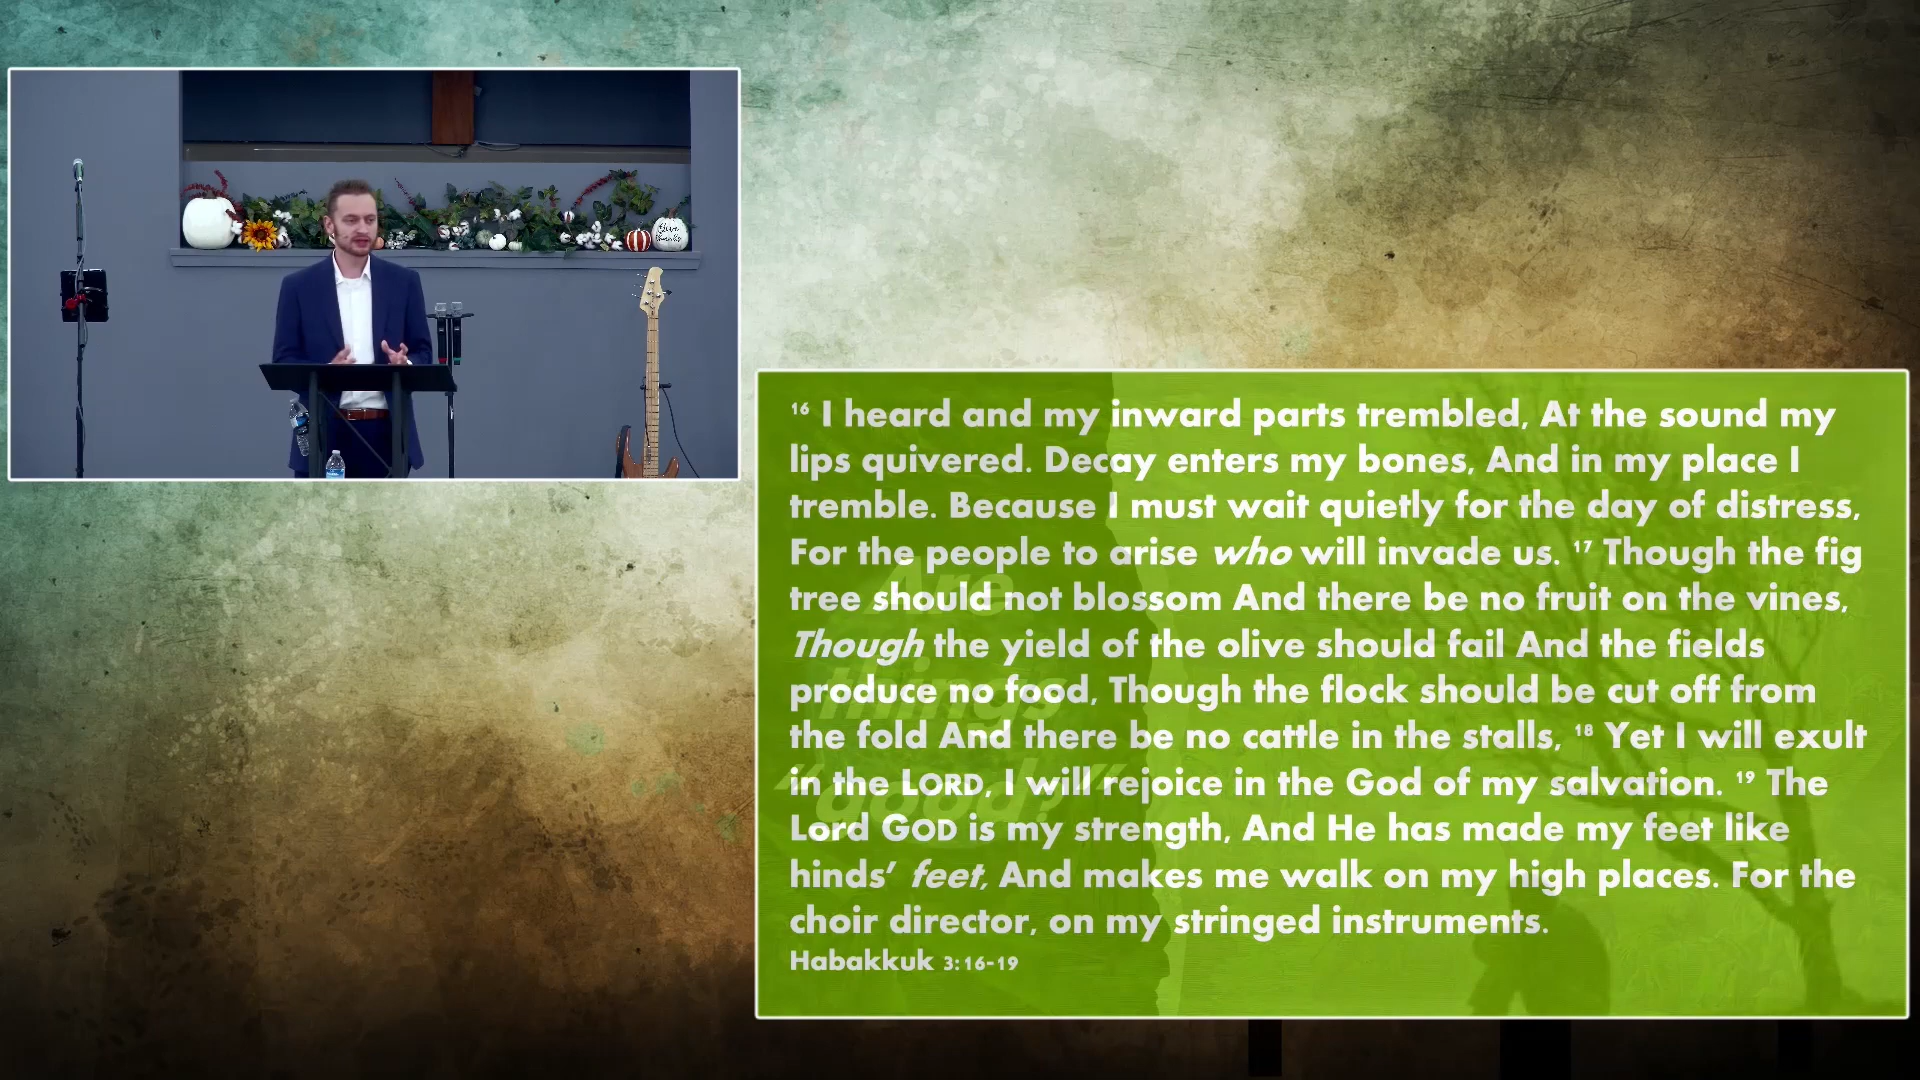 Give
thanks
16 I heard and my inward parts trembled, At the sound my
lips quivered. Decay enters my bones, And in my place I
tremble. Because I must wait quietly for the day of distress,
For the people to arise who will invade us. 17 Though the fig
tree should not blossom And there be no fruit on the vines,
Though the yield of the olive should fail And the fields
produce no food, Though the flock should be cut off from
the fold And there be no cattle in the stalls, 18 Yet I will exult
in the LORD, I will rejoice in the God of my salvation. 19 The
Lord GOD is my strength, And He has made my feet like
hinds’ feet, And makes me walk on my high places. For the
choir director, on my stringed instruments.
Habakkuk 3:16-19
Are
things
“good?”